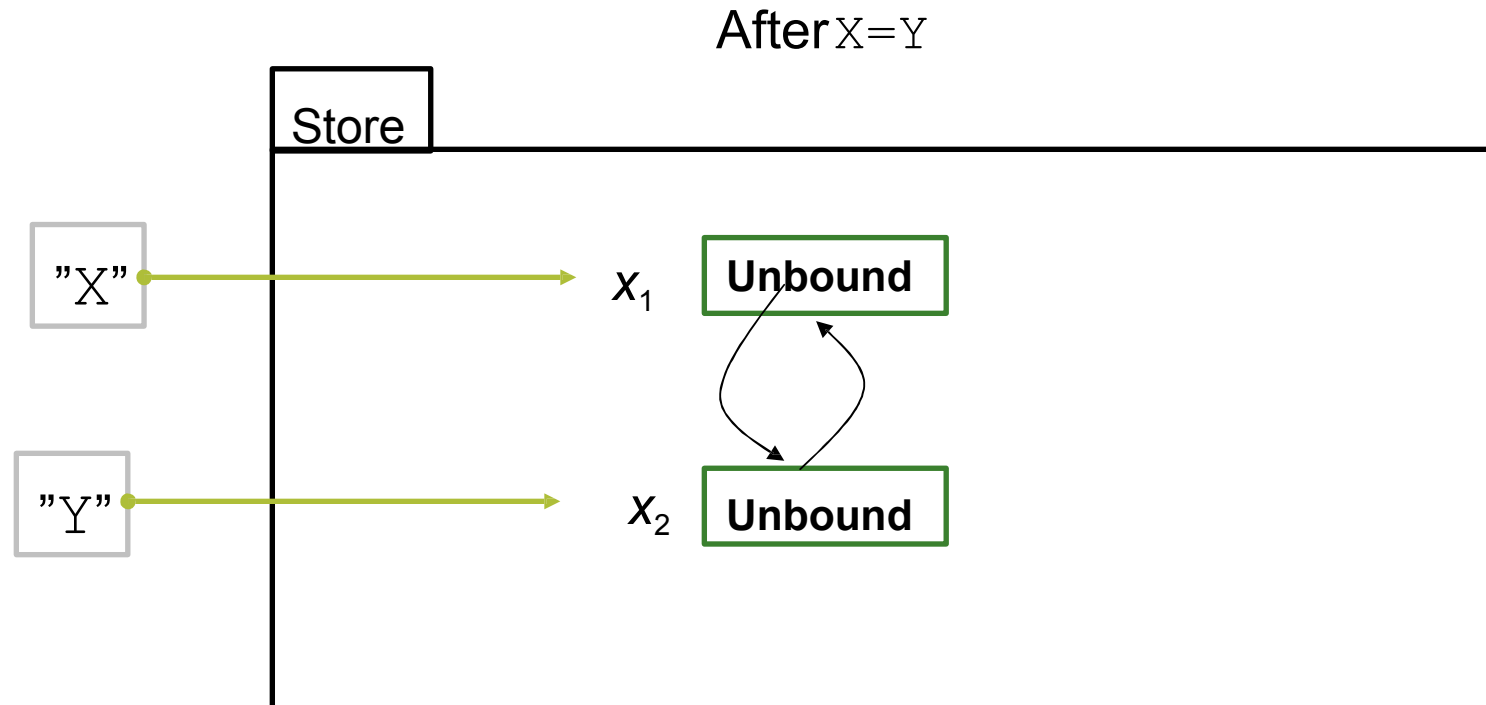 After X=Y
Store
”X”
x₁
Unbound
”Y”
x₂
Unbound